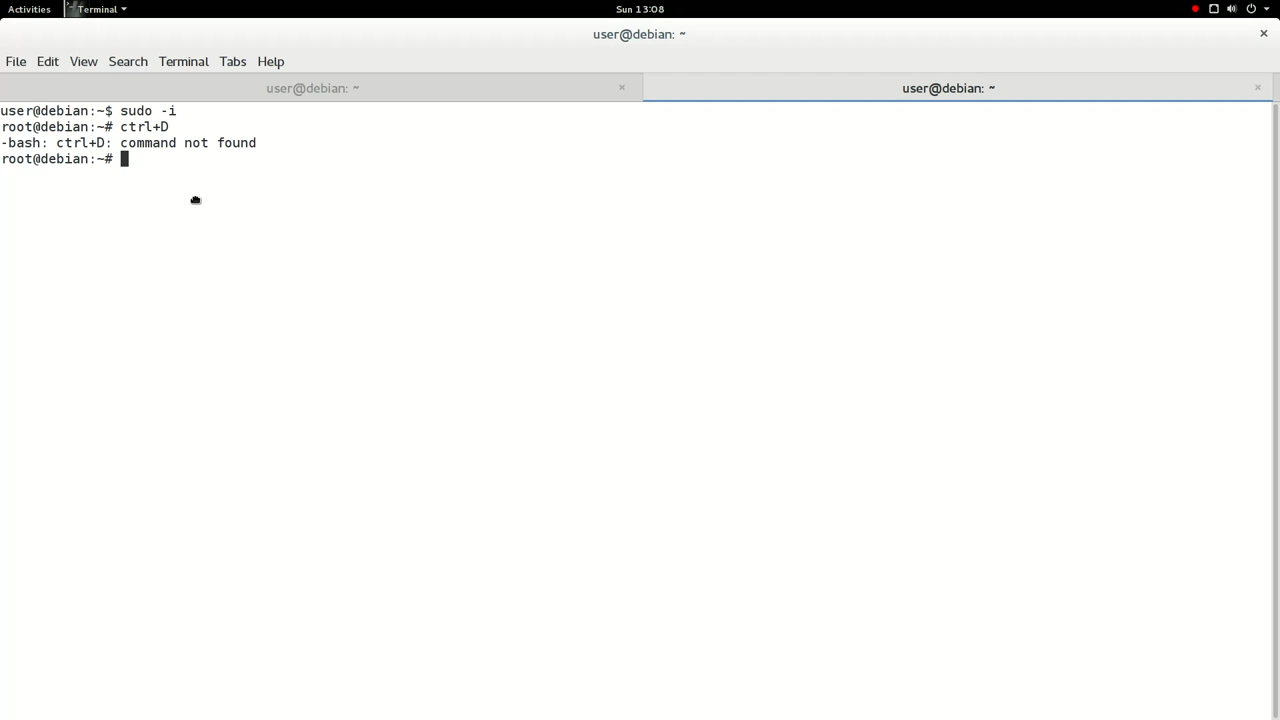 Activities Terminal Sun 13:08
user@debian: ~
File Edit View Search Terminal Tabs Help
user@debian: ~ × user@debian: ~ ×
user@debian:~$ sudo -i
root@debian:~# ctrl+D
-bash: ctrl+D: command not found
root@debian:~#